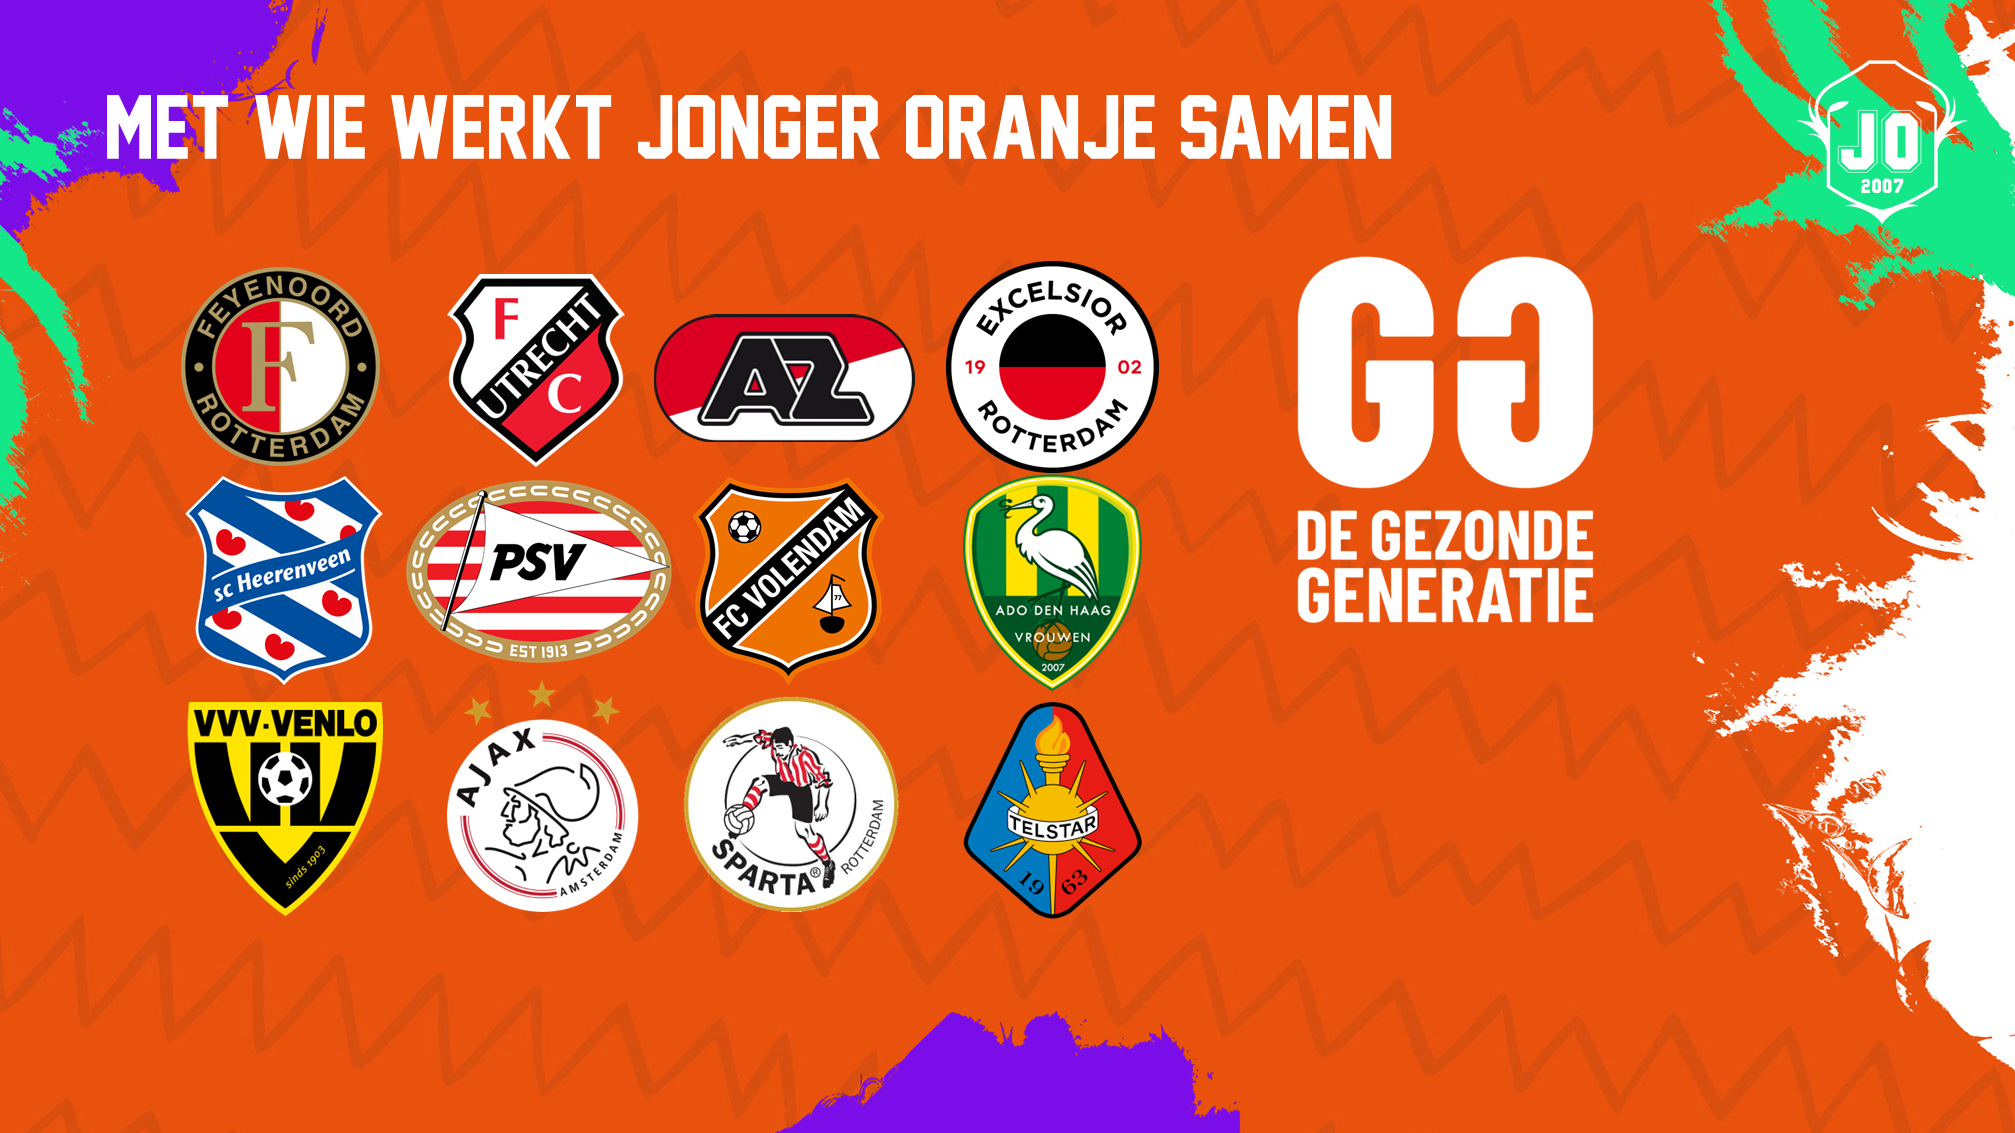 MET WIE WERKT JONGER ORANJE SAMEN
JO
2007
FEYENOORD
F
ROTTERDAM
F
UTRECHT
C
AZ
EXCELSIOR
19 02
ROTTERDAM
GG
DE GEZONDE
GENERATIE
sc Heerenveen
PSV
EST 1913
FC VOLENDAM
77
ADO DEN HAAG
VROUWEN
2007
VVV-VENLO
sinds 1903
AJAX
AMSTERDAM
SPARTA®
ROTTERDAM
TELSTAR
19 63